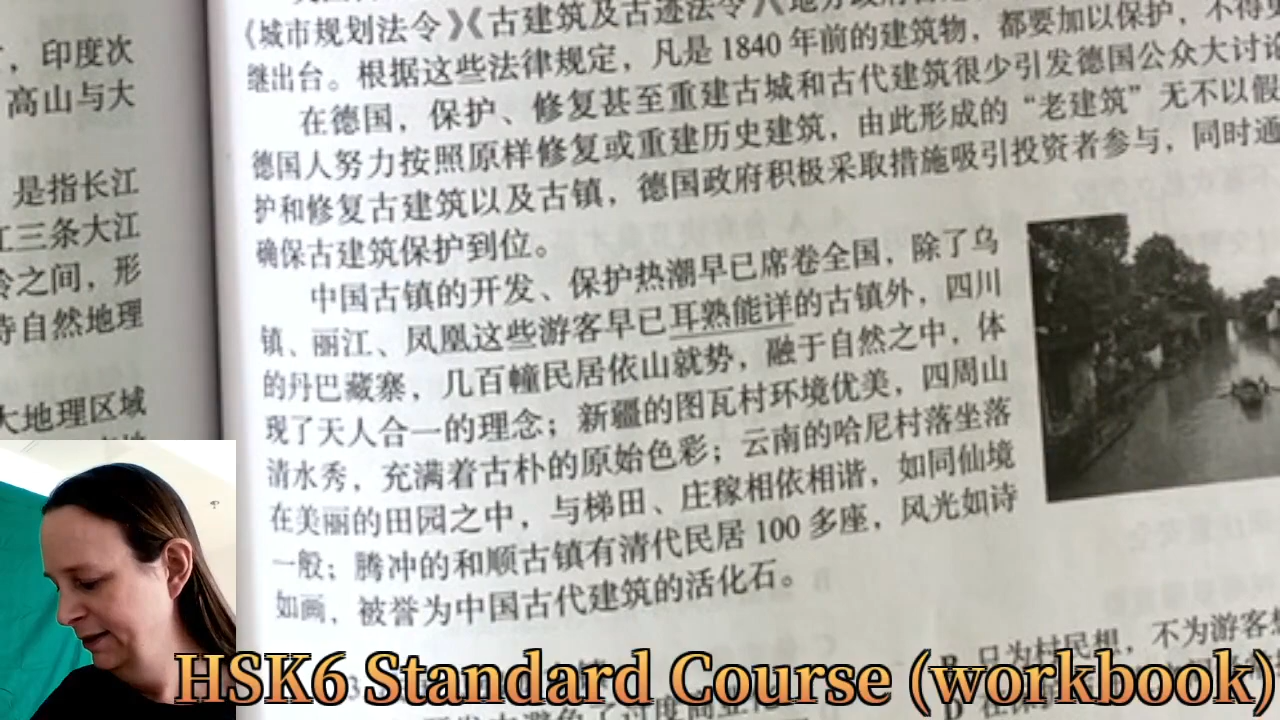 ，印度次
高山与大
是指长江
江三条大江
之间，形
自然地理
大地理区域
《城市规划法令》《古建筑及古迹法令》《地方政府
继出台。根据这些法律规定，凡是 1840 年前的建筑物，都要加以保护，不得
在德国，保护、修复甚至重建古城和古代建筑很少引发德国公众大讨论
德国人努力按照原样修复或重建历史建筑，由此形成的“老建筑”无不以假
护和修复古建筑以及古镇，德国政府积极采取措施吸引投资者参与，同时通
确保古建筑保护到位。
中国古镇的开发、保护热潮早已席卷全国，除了乌
镇、丽江、凤凰这些游客早已耳熟能详的古镇外，四川
的丹巴藏寨，几百幢民居依山就势，融于自然之中，体
现了天人合一的理念；新疆的图瓦村环境优美，四周山
清水秀，充满着古朴的原始色彩；云南的哈尼村落坐落
在美丽的田园之中，与梯田、庄稼相依相谐，如同仙境
一般；腾冲的和顺古镇有清代民居 100 多座，风光如诗
如画，被誉为中国古代建筑的活化石。
B 只为村民想，不为游客想
D 在保
HSK6 Standard Course (workbook)